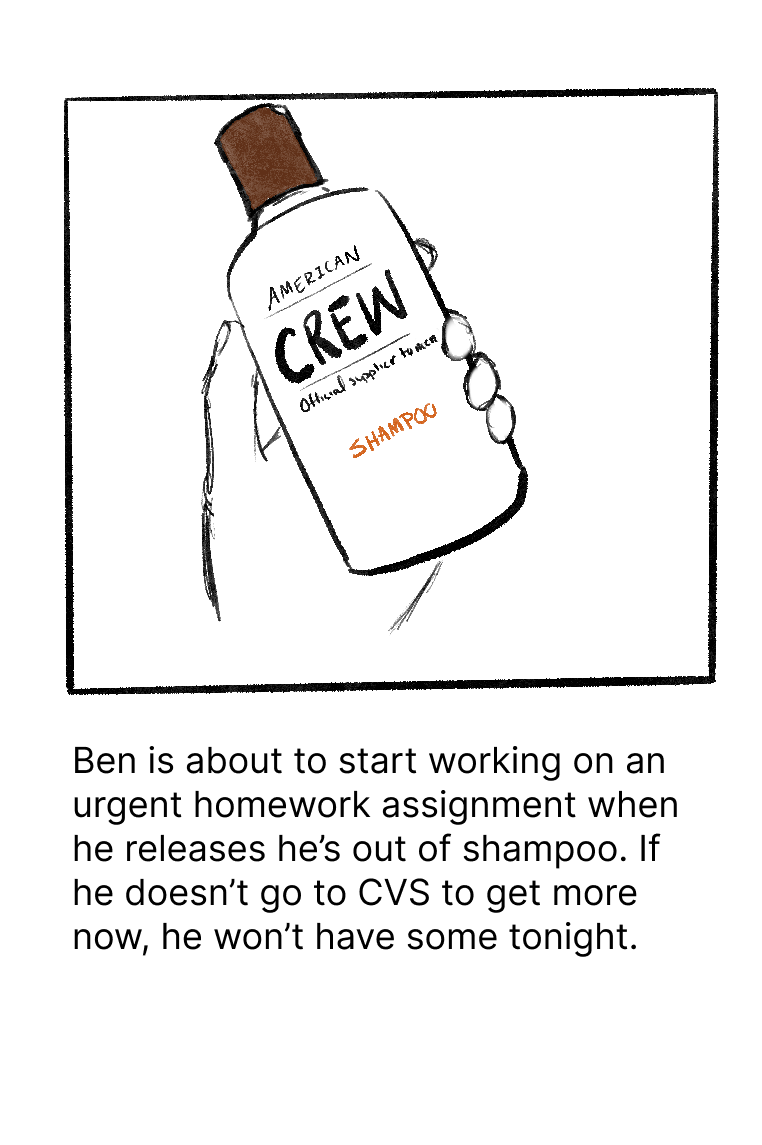 AMERICAN
CREW
Official supplier to men
SHAMPOO
Ben is about to start working on an
urgent homework assignment when
he releases he’s out of shampoo. If
he doesn’t go to CVS to get more
now, he won’t have some tonight.